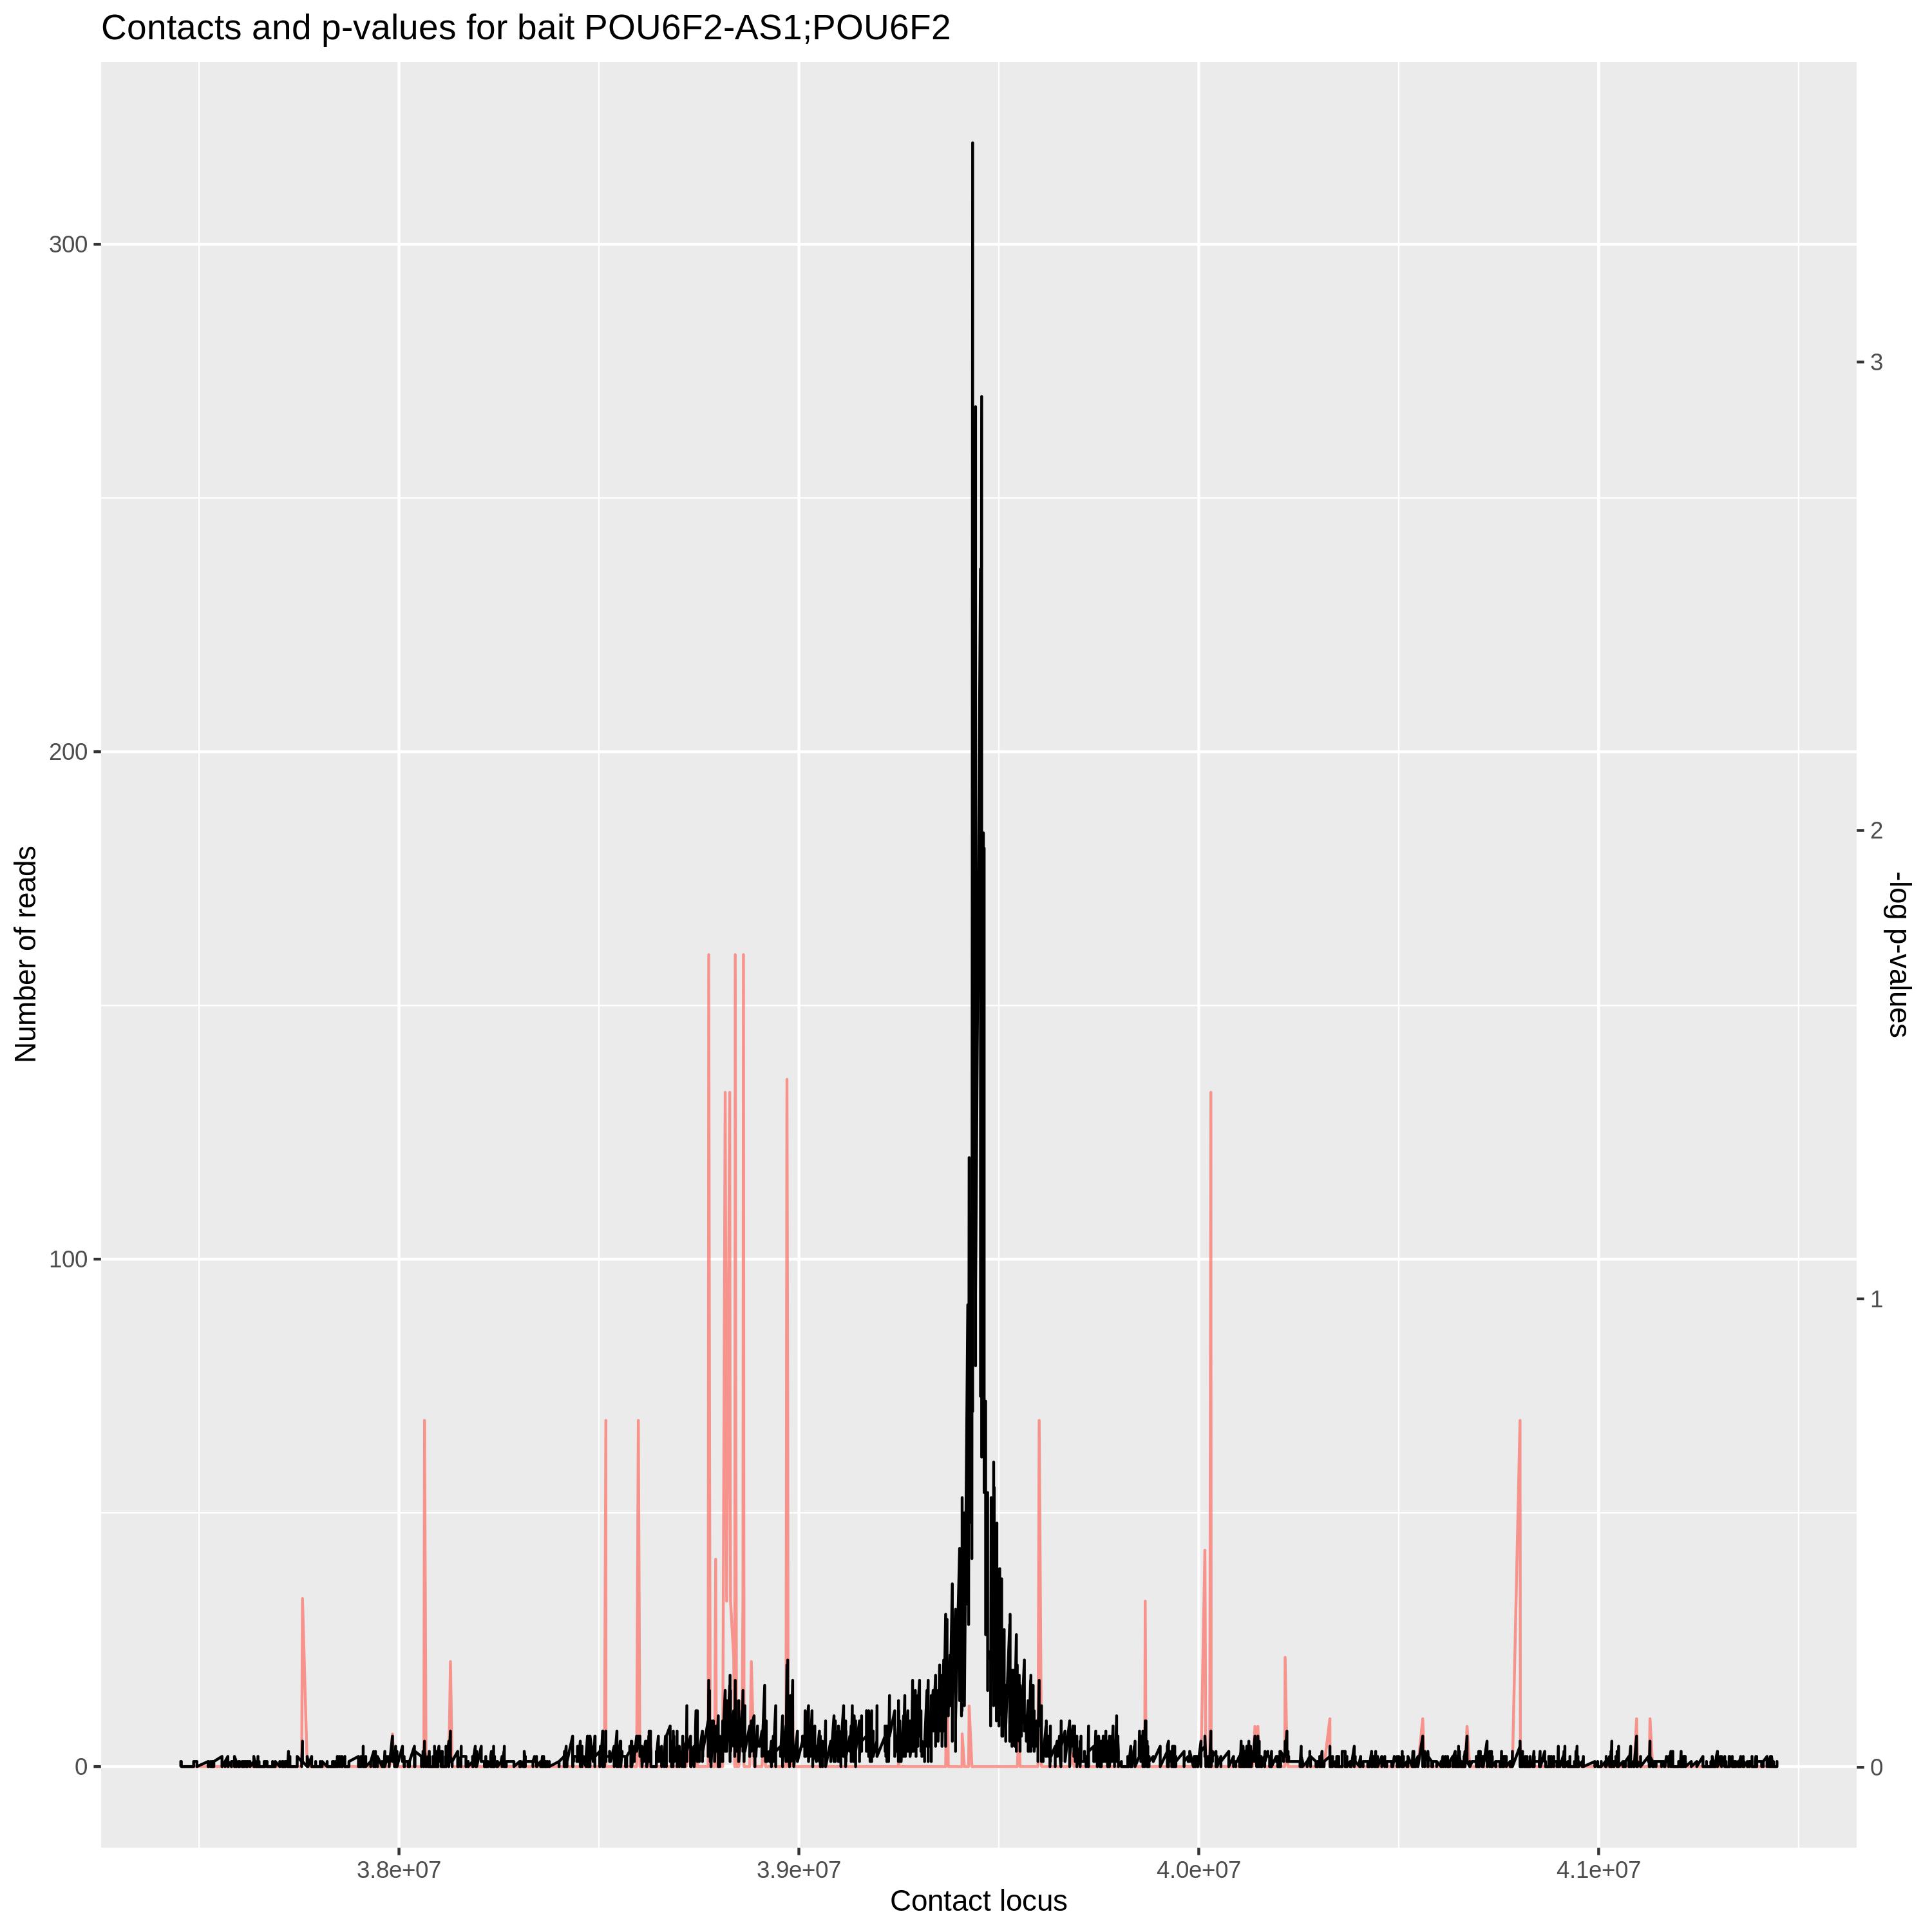 Contacts and p-values for bait POU6F2-AS1;POU6F2
300
200
100
0
Number of reads
3
2
1
0
-log p-values
3.8e+07
3.9e+07
4.0e+07
4.1e+07
Contact locus